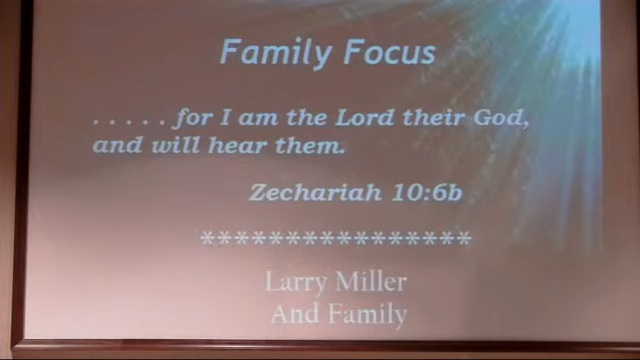 Family Focus
. . . . . for I am the Lord their God,
and will hear them.
Zechariah 10:6b
****************
Larry Miller
And Family